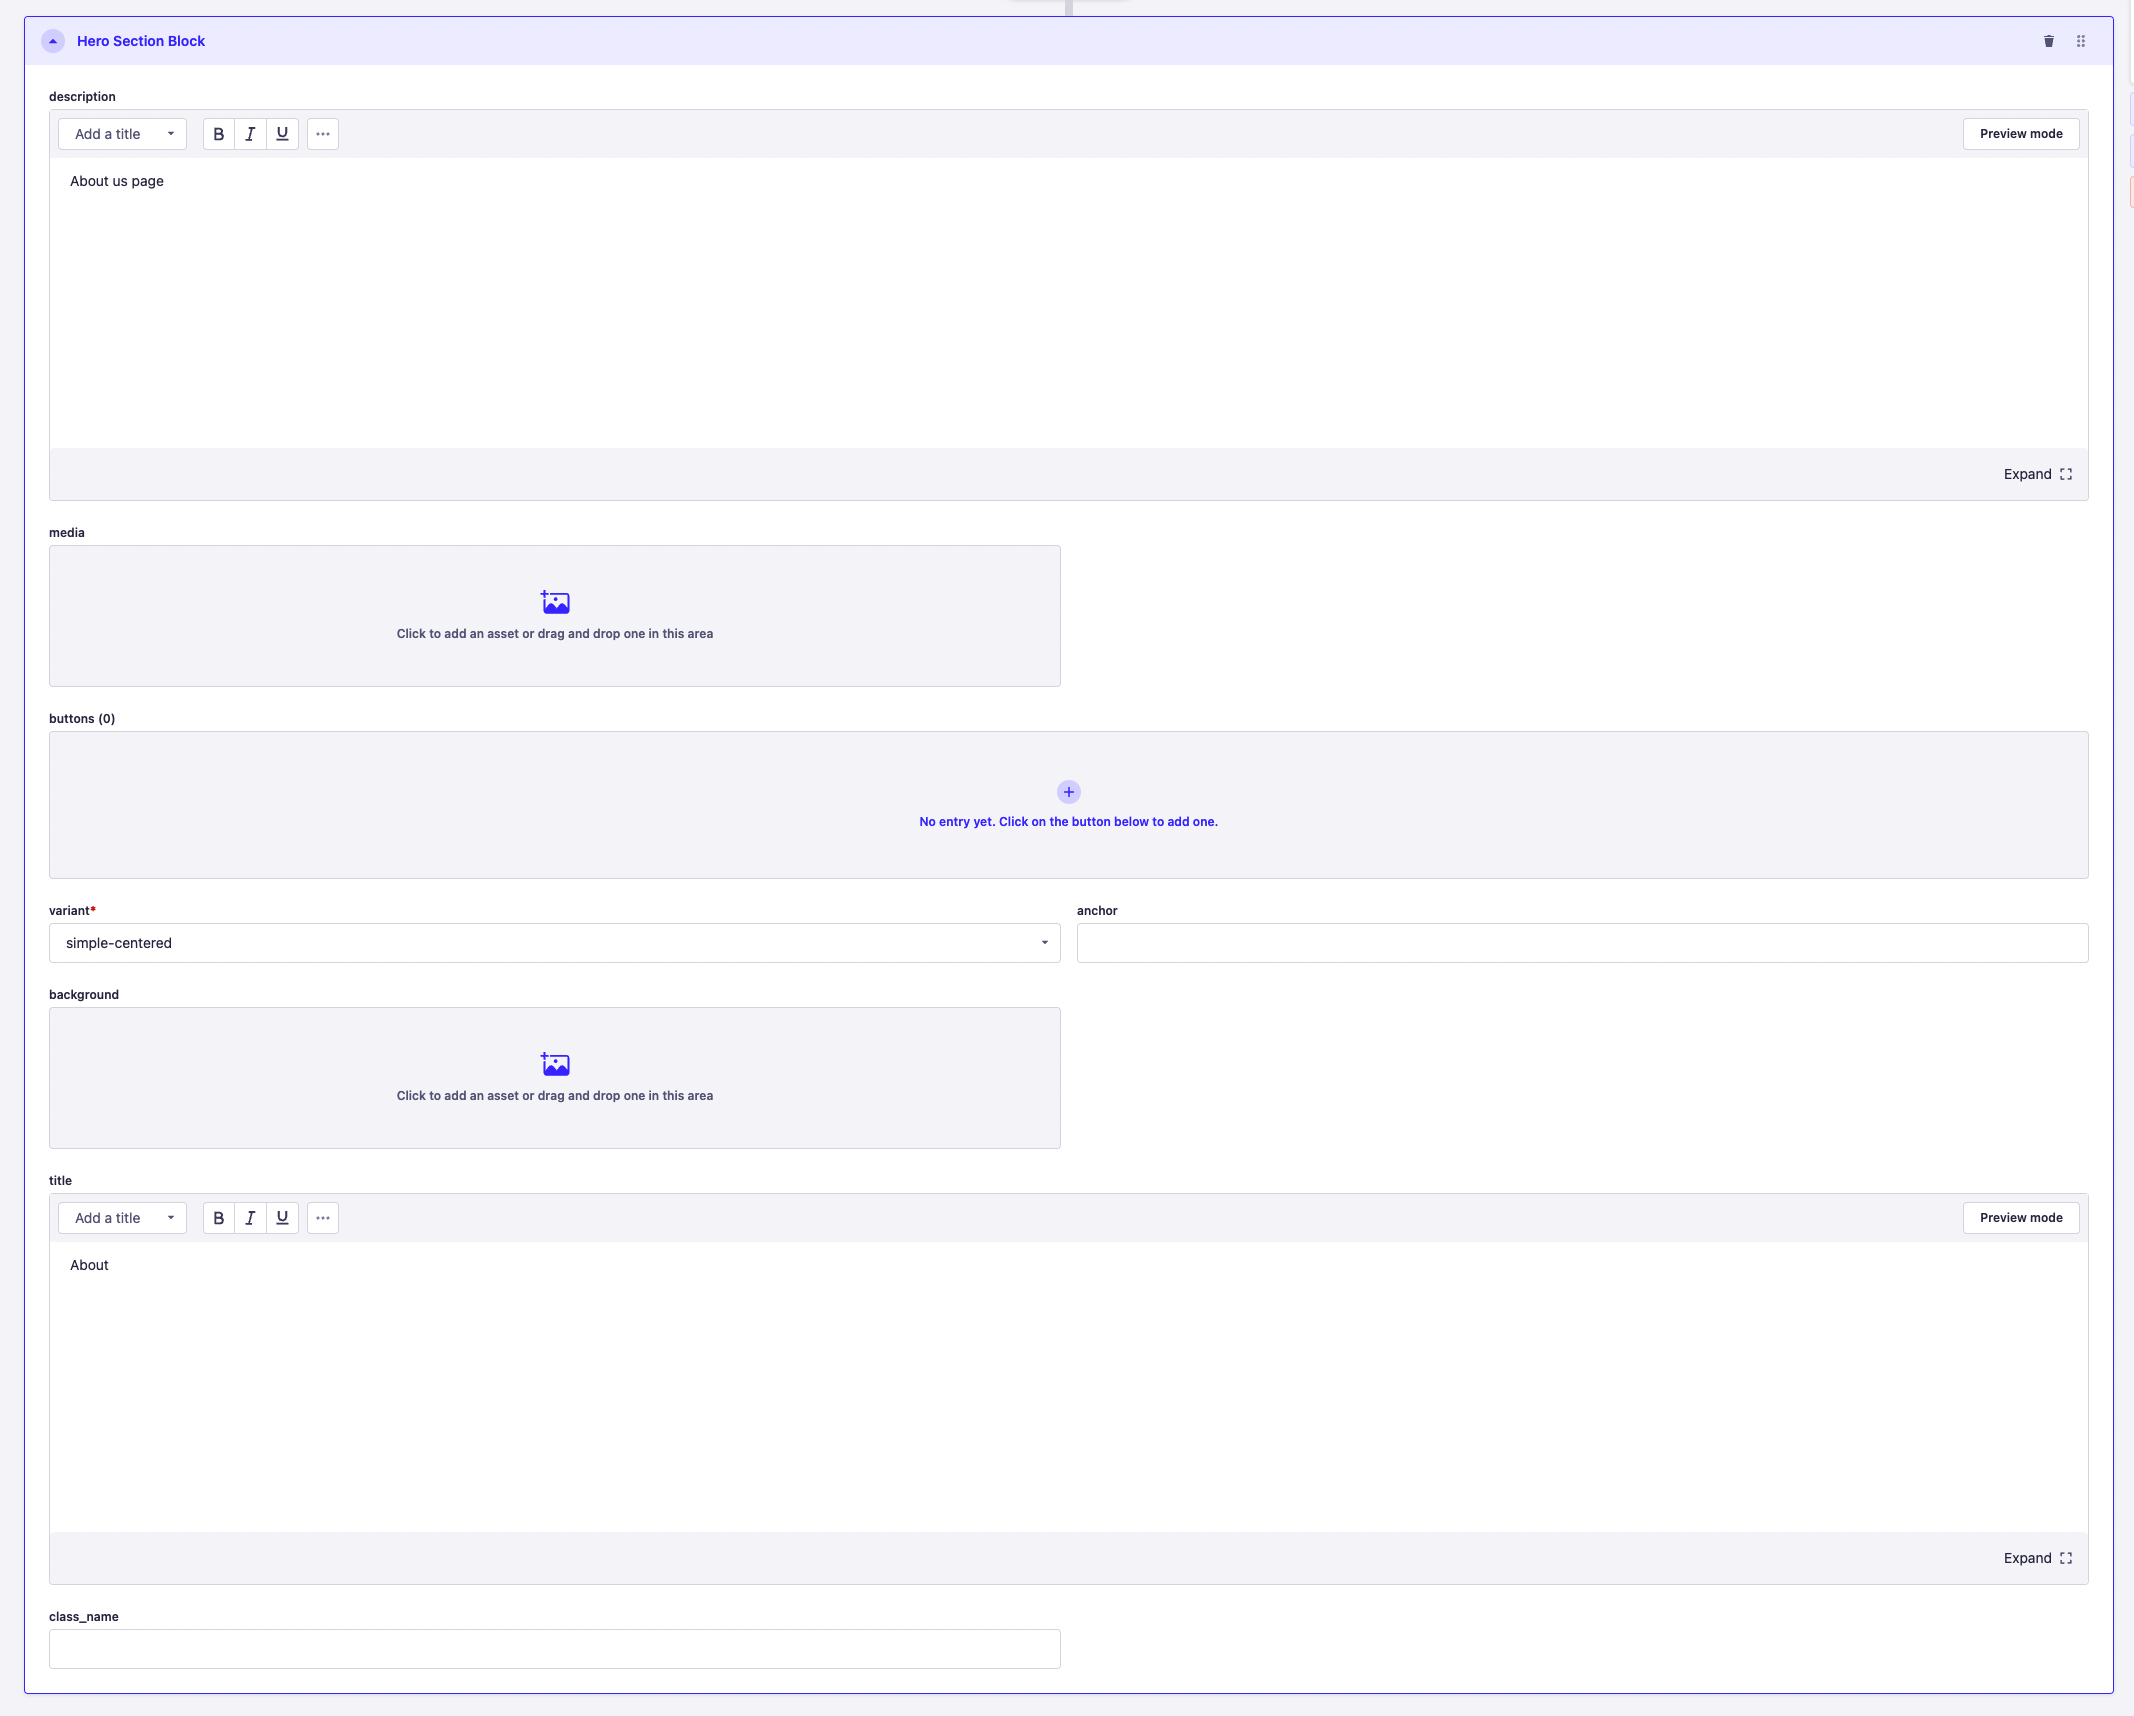 Hero Section Block
description
Add a title
B I U
Preview mode
About us page
Expand
media
Click to add an asset or drag and drop one in this area
buttons (0)
No entry yet. Click on the button below to add one.
variant*
anchor
simple-centered
background
Click to add an asset or drag and drop one in this area
title
Add a title
B I U
Preview mode
About
Expand
class_name